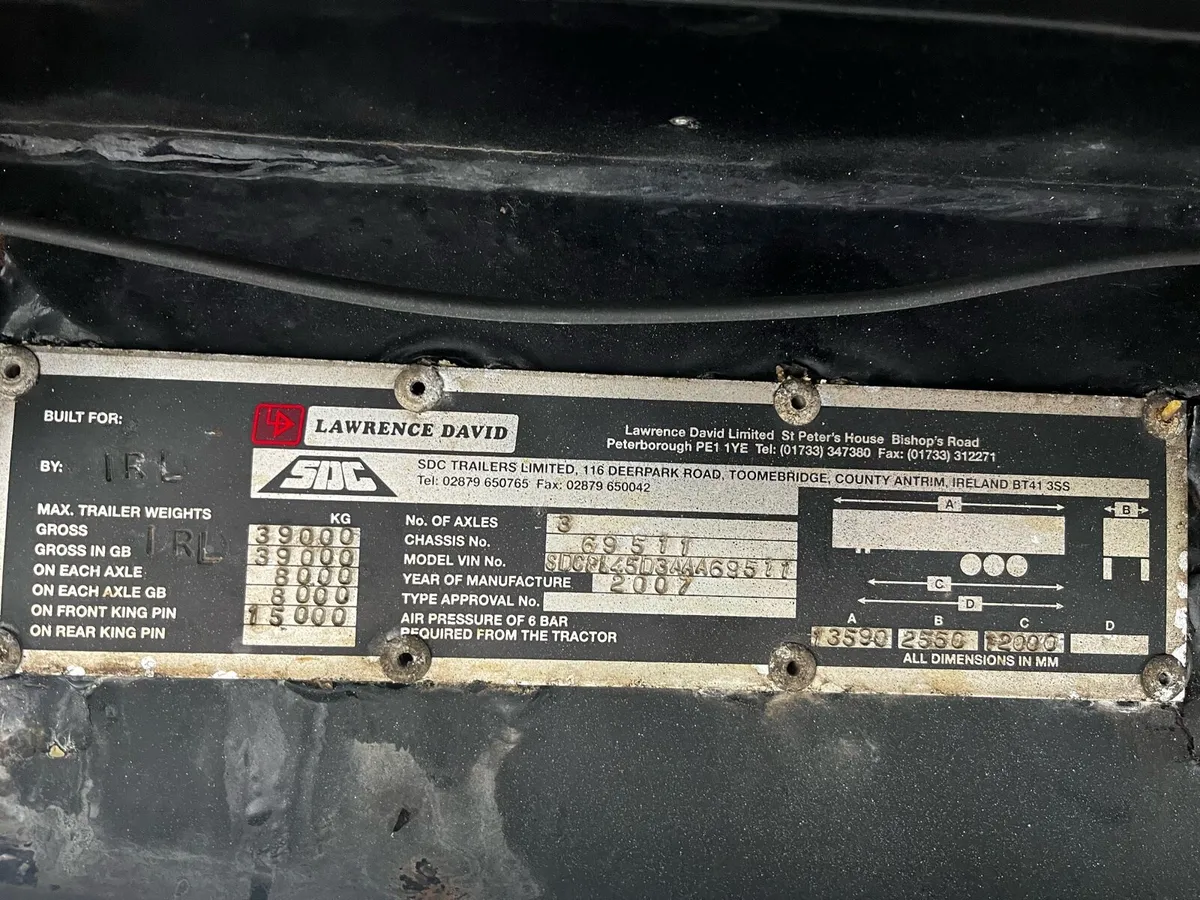 BUILT FOR:
LAWRENCE DAVID
Lawrence David Limited St Peter's House Bishop's Road
Peterborough PE1 1YE Tel: (01733) 347380 Fax: (01733) 312271
BY: IRL
SDC
SDC TRAILERS LIMITED, 116 DEERPARK ROAD, TOOMEBRIDGE, COUNTY ANTRIM, IRELAND BT41 3SS
Tel: 02879 650765 Fax: 02879 650042
MAX. TRAILER WEIGHTS
KG
GROSS 39000
GROSS IN GB IRL 39000
ON EACH AXLE 8000
ON EACH AXLE GB 8000
ON FRONT KING PIN 15000
ON REAR KING PIN
No. OF AXLES 3
CHASSIS No. 69511
MODEL VIN No.
YEAR OF MANUFACTURE 2007
TYPE APPROVAL No.
AIR PRESSURE OF 6 BAR
REQUIRED FROM THE TRACTOR
A B
C
D
A B C D
13590 2550 12000
ALL DIMENSIONS IN MM